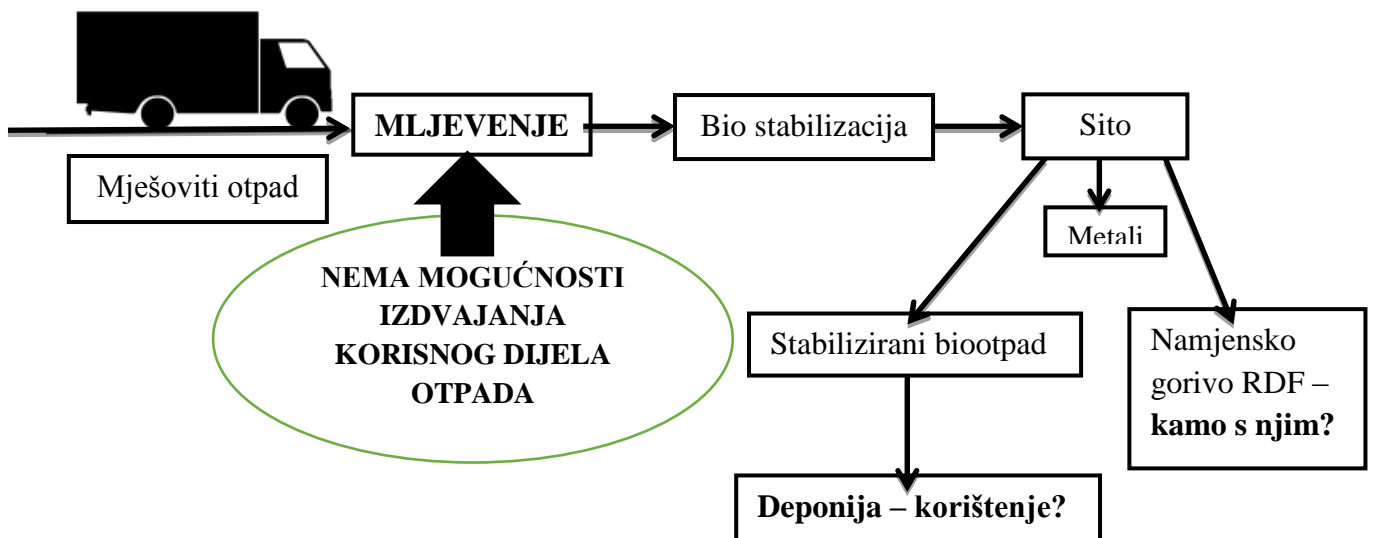 MLJEVENJE
Bio stabilizacija
Sito
Mješoviti otpad
Metali
NEMA MOGUĆNOSTI
IZDVAJANJA
KORISNOG DIJELA
OTPADA
Stabilizirani biootpad
Namjensko
gorivo RDF –
kamo s njim?
Deponija – korištenje?